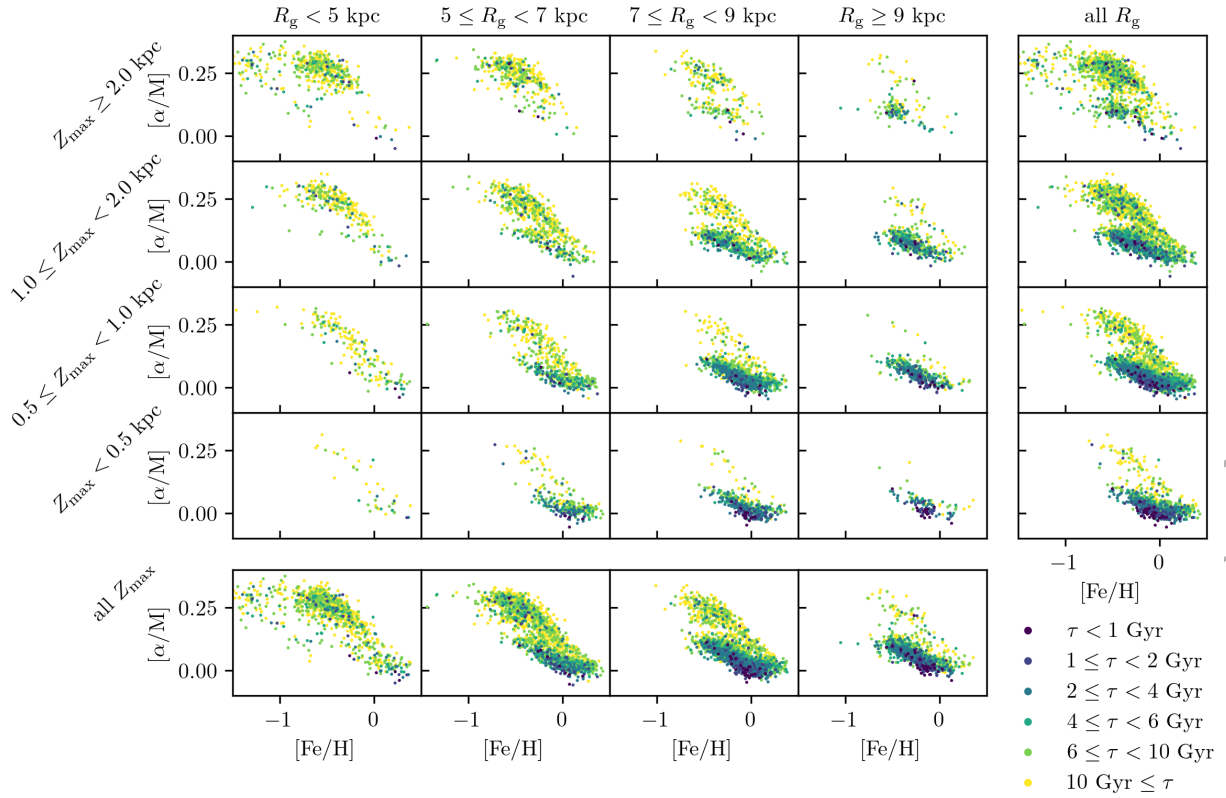 R_g < 5 kpc 5 ≤ R_g < 7 kpc 7 ≤ R_g < 9 kpc R_g ≥ 9 kpc all R_g
Z_max ≥ 2.0 kpc
[α/M]
0.25
0.00
1.0 ≤ Z_max < 2.0 kpc
[α/M]
0.25
0.00
0.5 ≤ Z_max < 1.0 kpc
[α/M]
0.25
0.00
Z_max < 0.5 kpc
[α/M]
0.25
0.00
−1 0
[Fe/H]
all Z_max
[α/M]
0.25
0.00
−1 0 −1 0 −1 0 −1 0
[Fe/H] [Fe/H] [Fe/H] [Fe/H]
τ < 1 Gyr
1 ≤ τ < 2 Gyr
2 ≤ τ < 4 Gyr
4 ≤ τ < 6 Gyr
6 ≤ τ < 10 Gyr
10 Gyr ≤ τ